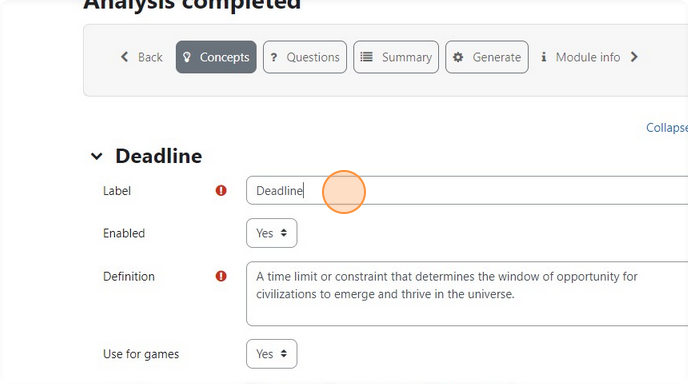 Analysis completed
Back Concepts ? Questions Summary Generate i Module info
Collapse
Deadline
Label ! Deadline
Enabled Yes
Definition ! A time limit or constraint that determines the window of opportunity for
civilizations to emerge and thrive in the universe.
Use for games Yes